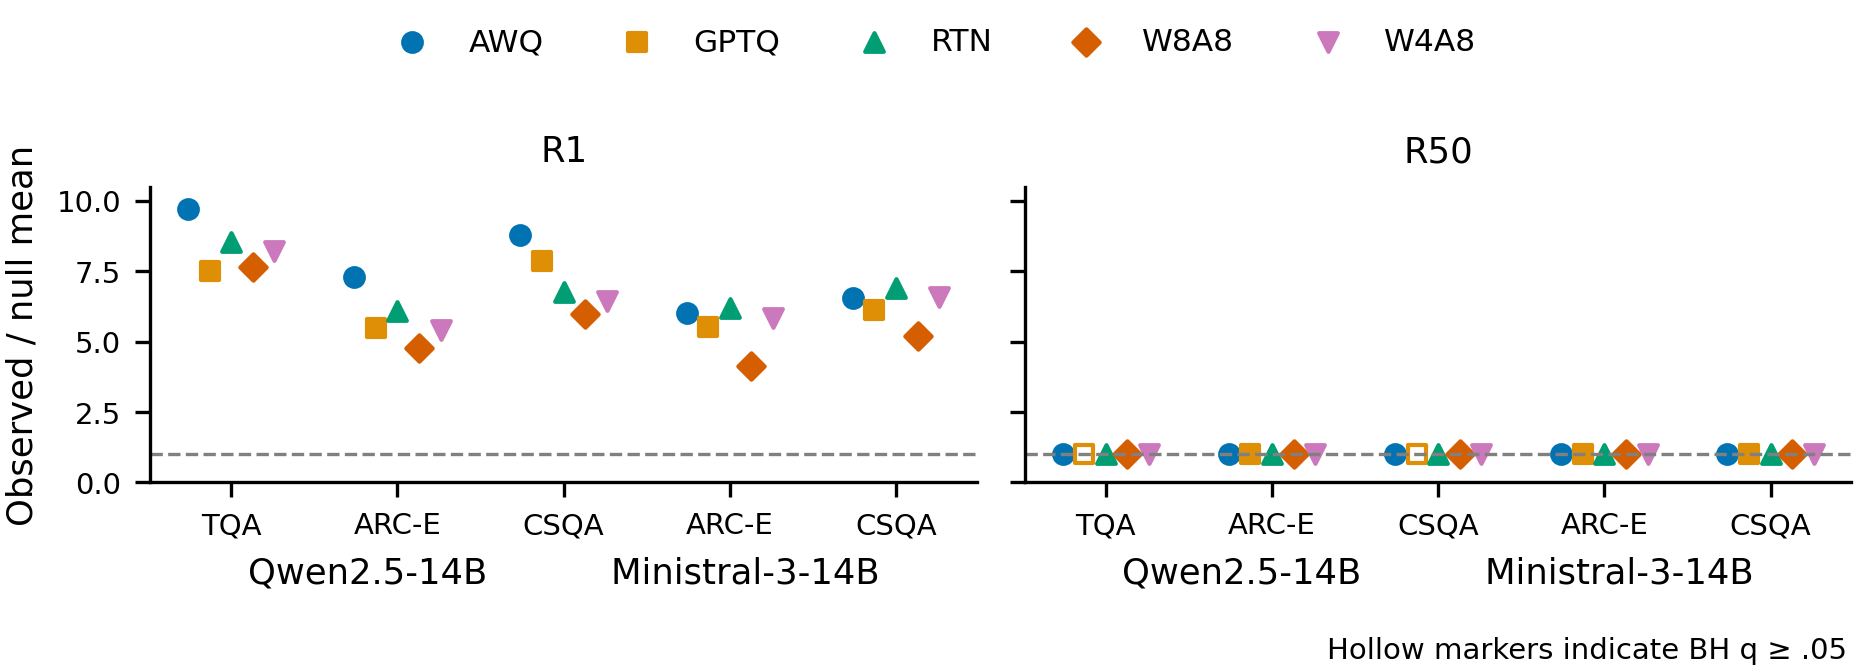 AWQ GPTQ RTN W8A8 W4A8
R1
R50
Observed / null mean
10.0
7.5
5.0
2.5
0.0
TQA ARC-E CSQA ARC-E CSQA
Qwen2.5-14B Ministral-3-14B
TQA ARC-E CSQA ARC-E CSQA
Qwen2.5-14B Ministral-3-14B
Hollow markers indicate BH q ≥ .05